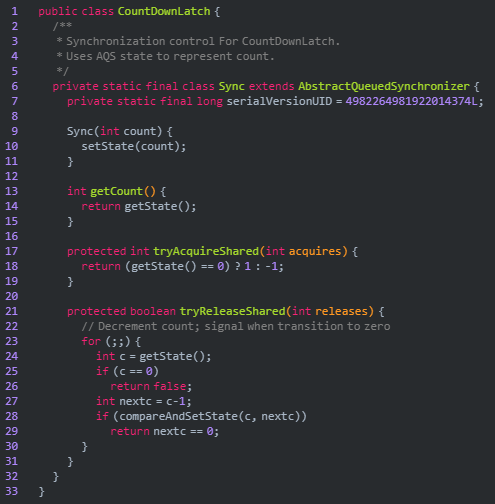 1 public class CountDownLatch {
2 /**
3 * Synchronization control For CountDownLatch.
4 * Uses AQS state to represent count.
5 */
6 private static final class Sync extends AbstractQueuedSynchronizer {
7 private static final long serialVersionUID = 4982264981922014374L;
8
9 Sync(int count) {
10 setState(count);
11 }
12
13 int getCount() {
14 return getState();
15 }
16
17 protected int tryAcquireShared(int acquires) {
18 return (getState() == 0) ? 1 : -1;
19 }
20
21 protected boolean tryReleaseShared(int releases) {
22 // Decrement count; signal when transition to zero
23 for (;;) {
24 int c = getState();
25 if (c == 0)
26 return false;
27 int nextc = c-1;
28 if (compareAndSetState(c, nextc))
29 return nextc == 0;
30 }
31 }
32 }
33 }